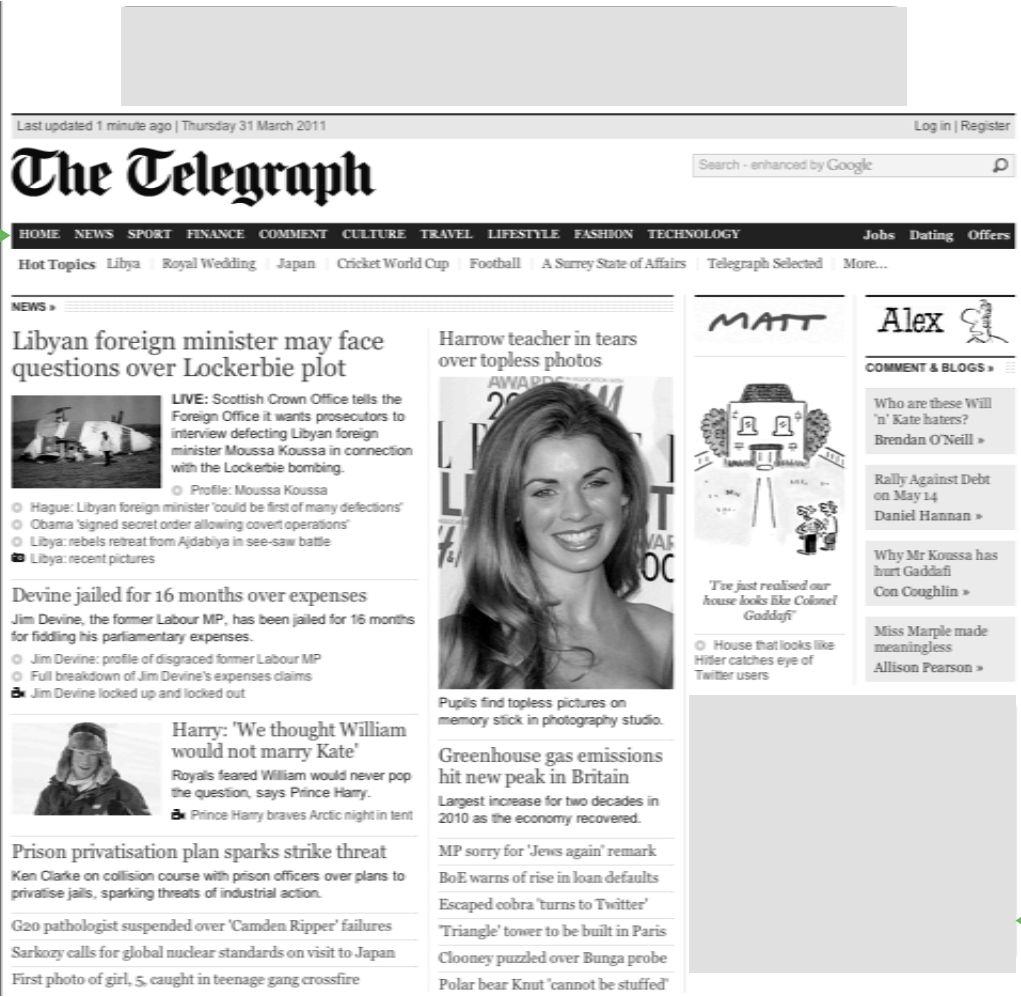 Last updated 1 minute ago | Thursday 31 March 2011
Log in | Register
The Telegraph
Search - enhanced by Google
HOME NEWS SPORT FINANCE COMMENT CULTURE TRAVEL LIFESTYLE FASHION TECHNOLOGY
Jobs Dating Offers
Hot Topics Libya Royal Wedding Japan Cricket World Cup Football A Surrey State of Affairs Telegraph Selected More...
NEWS »
Libyan foreign minister may face
questions over Lockerbie plot
LIVE: Scottish Crown Office tells the
Foreign Office it wants prosecutors to
interview defecting Libyan foreign
minister Moussa Koussa in connection
with the Lockerbie bombing.
Profile: Moussa Koussa
Hague: Libyan foreign minister 'could be first of many defections'
Obama 'signed secret order allowing covert operations'
Libya: rebels retreat from Ajdabiya in see-saw battle
Libya: recent pictures
Devine jailed for 16 months over expenses
Jim Devine, the former Labour MP, has been jailed for 16 months
for fiddling his parliamentary expenses.
Jim Devine: profile of disgraced former Labour MP
Full breakdown of Jim Devine's expenses claims
Jim Devine locked up and locked out
Harry: 'We thought William
would not marry Kate'
Royals feared William would never pop
the question, says Prince Harry.
Prince Harry braves Arctic night in tent
Prison privatisation plan sparks strike threat
Ken Clarke on collision course with prison officers over plans to
privatise jails, sparking threats of industrial action.
G20 pathologist suspended over 'Camden Ripper' failures
Sarkozy calls for global nuclear standards on visit to Japan
First photo of girl, 5, caught in teenage gang crossfire
Harrow teacher in tears
over topless photos
AWARDS
20
Pupils find topless pictures on
memory stick in photography studio.
Greenhouse gas emissions
hit new peak in Britain
Largest increase for two decades in
2010 as the economy recovered.
MP sorry for 'Jews again' remark
BoE warns of rise in loan defaults
Escaped cobra 'turns to Twitter'
'Triangle' tower to be built in Paris
Clooney puzzled over Bunga probe
Polar bear Knut 'cannot be stuffed'
MATT
'I've just realised our
house looks like Colonel
Gaddafi'
House that looks like
Hitler catches eye of
Twitter users
Alex
COMMENT & BLOGS »
Who are these Will
'n' Kate haters?
Brendan O'Neill »
Rally Against Debt
on May 14
Daniel Hannan »
Why Mr Koussa has
hurt Gaddafi
Con Coughlin »
Miss Marple made
meaningless
Allison Pearson »